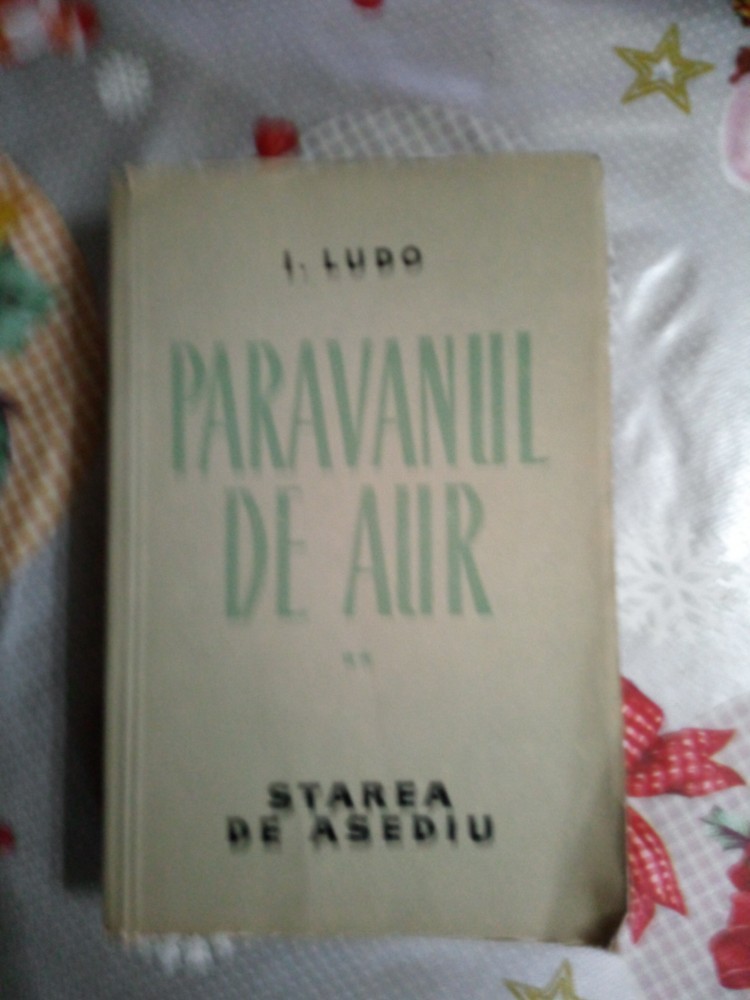 I. LUDO
PARAVANUL
DE AUR
**
STAREA
DE ASEDIU